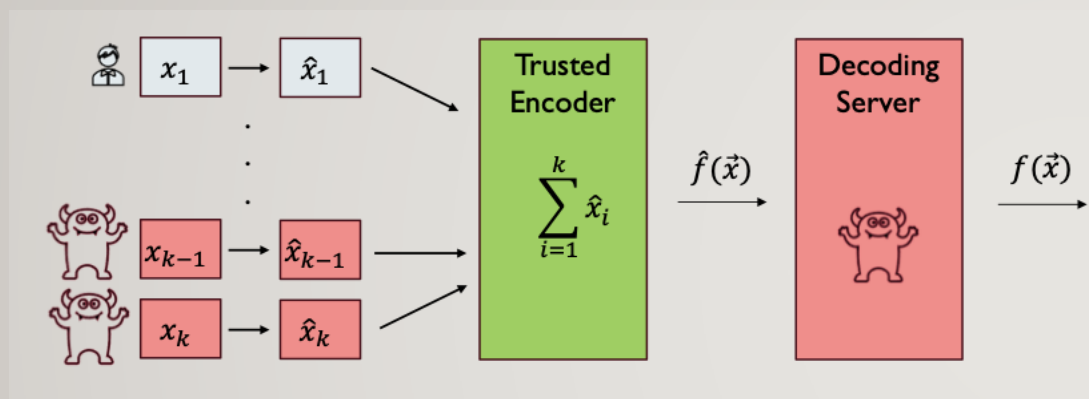 x₁
x̂₁
.
.
.
xₖ₋₁
x̂ₖ₋₁
xₖ
x̂ₖ
Trusted
Encoder
k
∑ x̂ᵢ
i=1
f̂(x⃗)
Decoding
Server
f(x⃗)